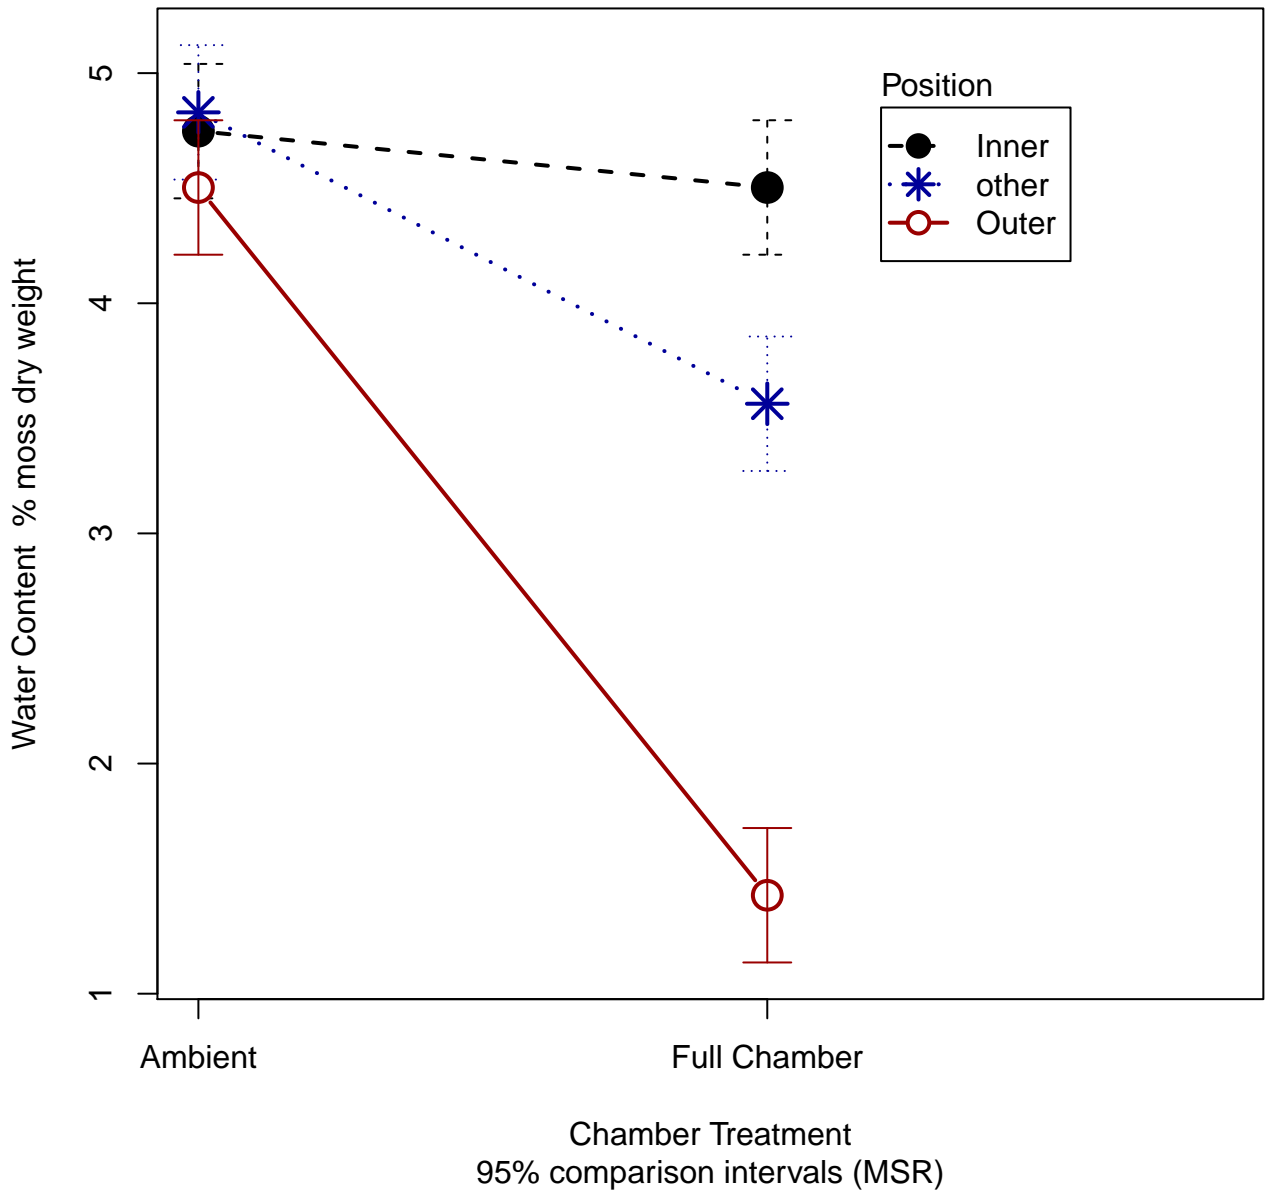 Position
Inner
other
Outer
5
4
3
2
1
Water Content  % moss dry weight
Ambient
Full Chamber
Chamber Treatment
95% comparison intervals (MSR)